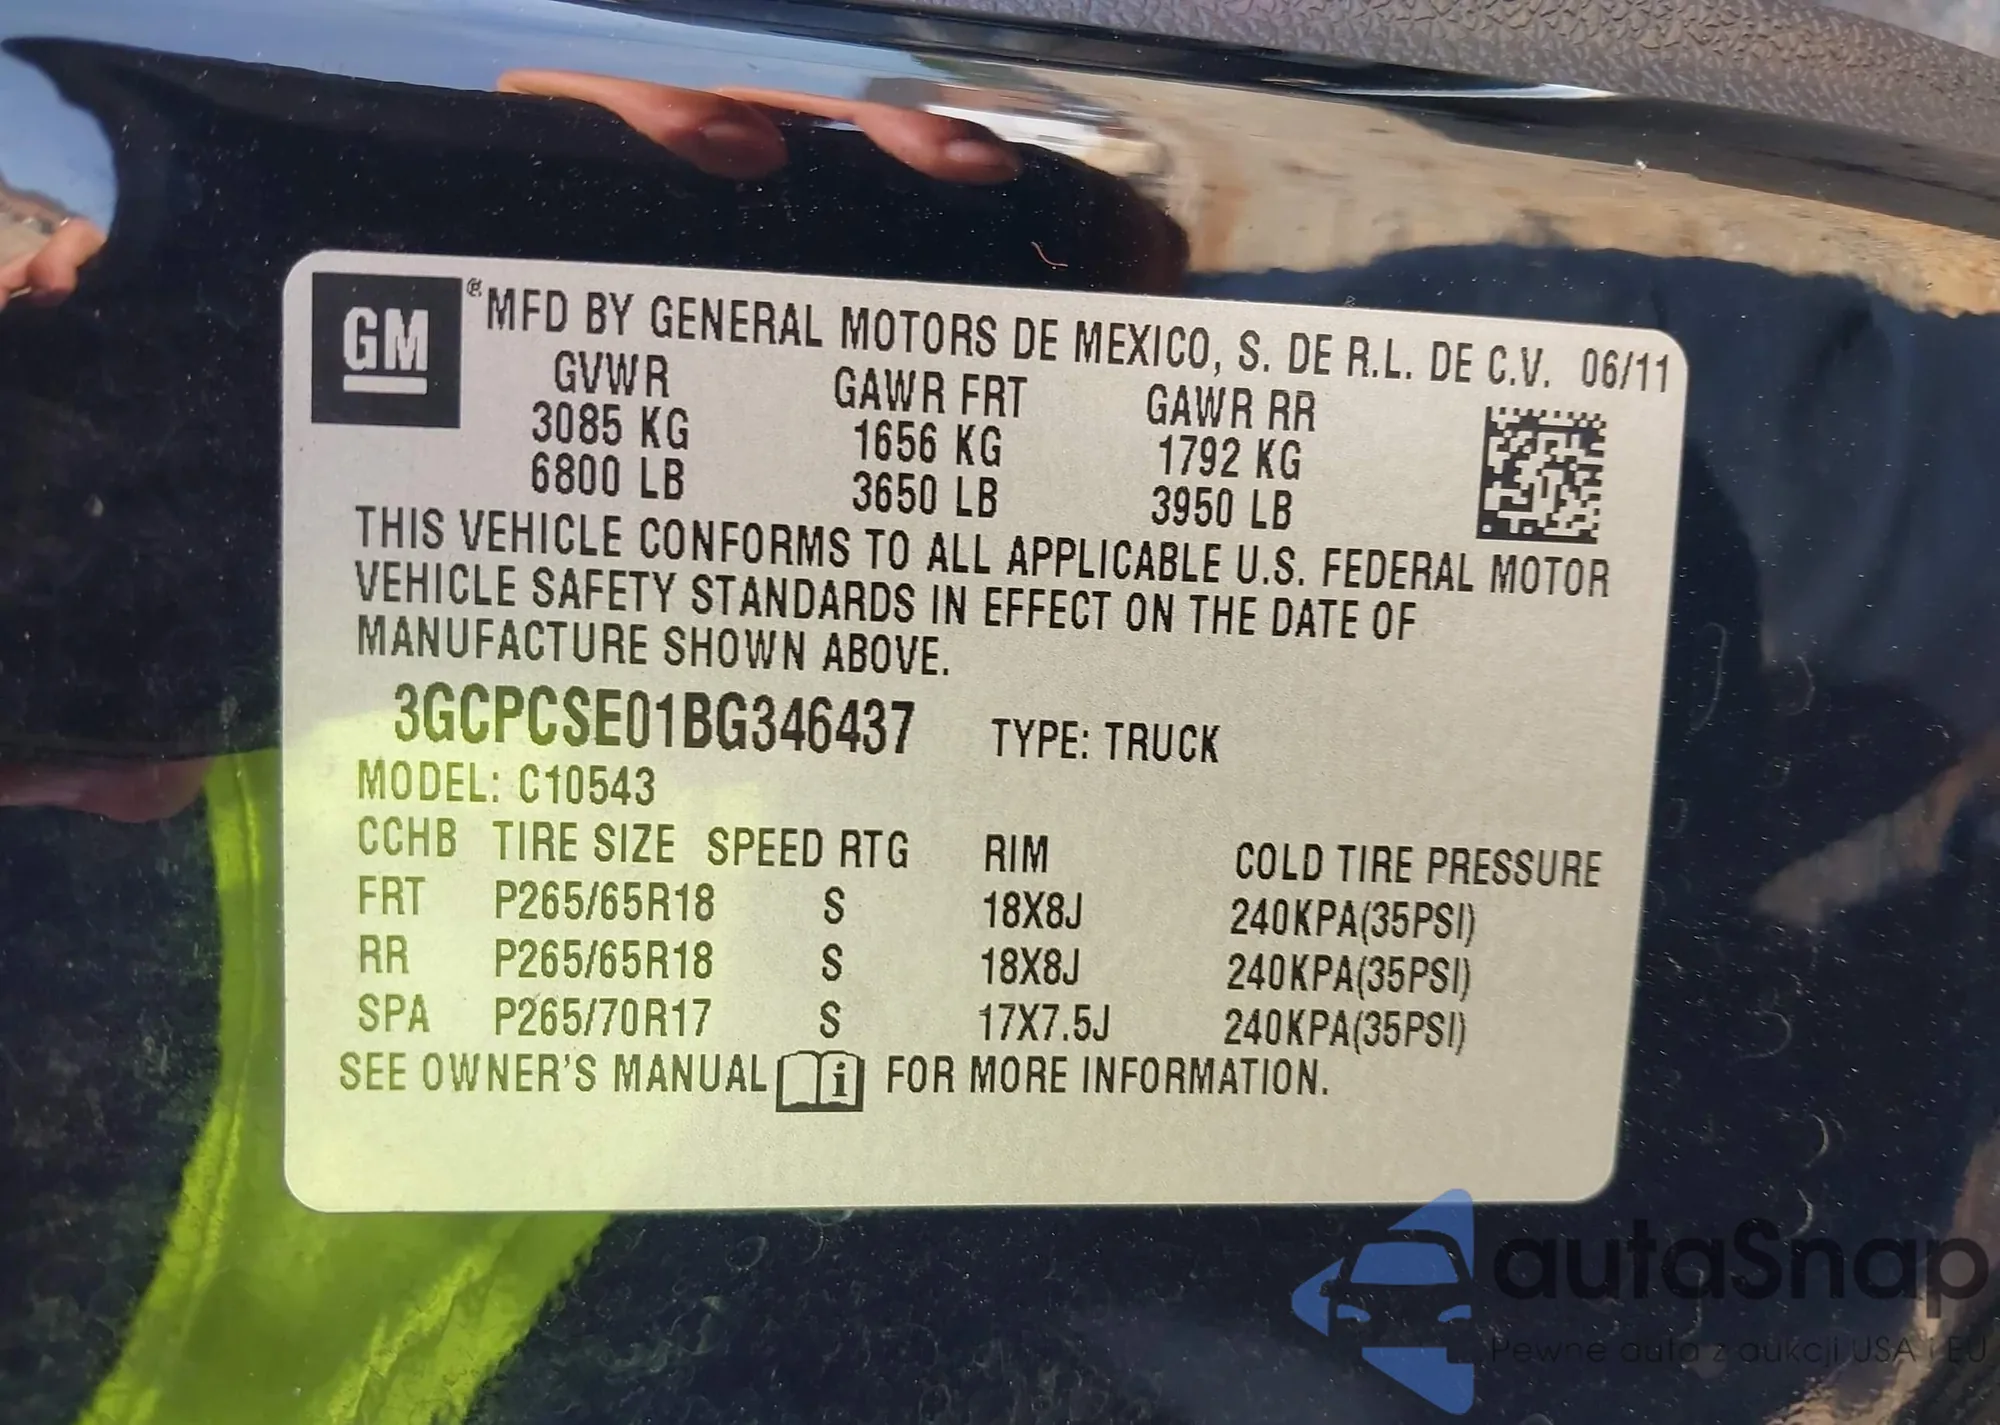 GM ® MFD BY GENERAL MOTORS DE MEXICO, S. DE R.L. DE C.V. 06/11
GVWR GAWR FRT GAWR RR
3085 KG 1656 KG 1792 KG
6800 LB 3650 LB 3950 LB
THIS VEHICLE CONFORMS TO ALL APPLICABLE U.S. FEDERAL MOTOR
VEHICLE SAFETY STANDARDS IN EFFECT ON THE DATE OF
MANUFACTURE SHOWN ABOVE.
3GCPCSE01BG346437 TYPE: TRUCK
MODEL: C10543
CCHB TIRE SIZE SPEED RTG RIM COLD TIRE PRESSURE
FRT P265/65R18 S 18X8J 240KPA(35PSI)
RR P265/65R18 S 18X8J 240KPA(35PSI)
SPA P265/70R17 S 17X7.5J 240KPA(35PSI)
SEE OWNER'S MANUAL i FOR MORE INFORMATION.
autaSnap
Pewne auta z aukcji USA i EU